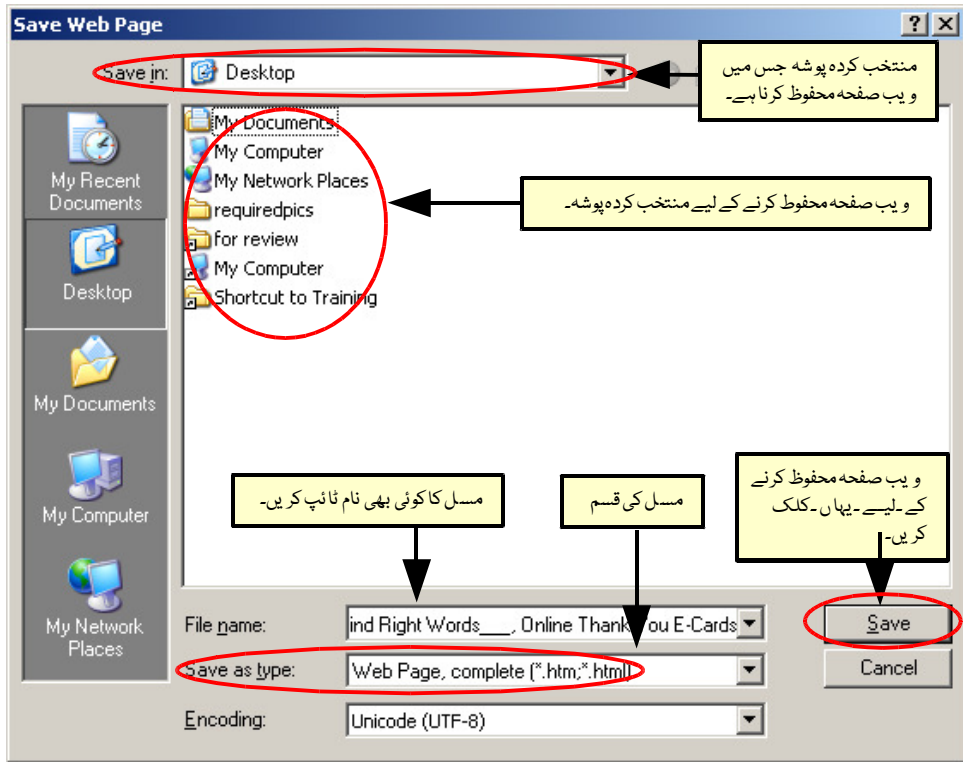 Save Web Page
Save in:
Desktop
منتخب کردہ پوشہ جس میں
ویب صفحہ محفوظ کرنا ہے۔
My Recent
Documents
Desktop
My Documents
My Computer
My Network
Places
My Documents
My Computer
My Network Places
requiredpics
for review
My Computer
Shortcut to Training
ویب صفحہ محفوط کرنے کے لیے منتخب کردہ پوشہ۔
مسل کا کوئی بھی نام ٹائپ کریں۔
مسل کی قسم
ویب صفحہ محفوظ کرنے
کے۔لیے۔یہاں۔کلک
کریں۔
File name:
ind Right Words___, Online Thank You E-Cards
Save
Save as type:
Web Page, complete (*.htm;*.html)
Cancel
Encoding:
Unicode (UTF-8)